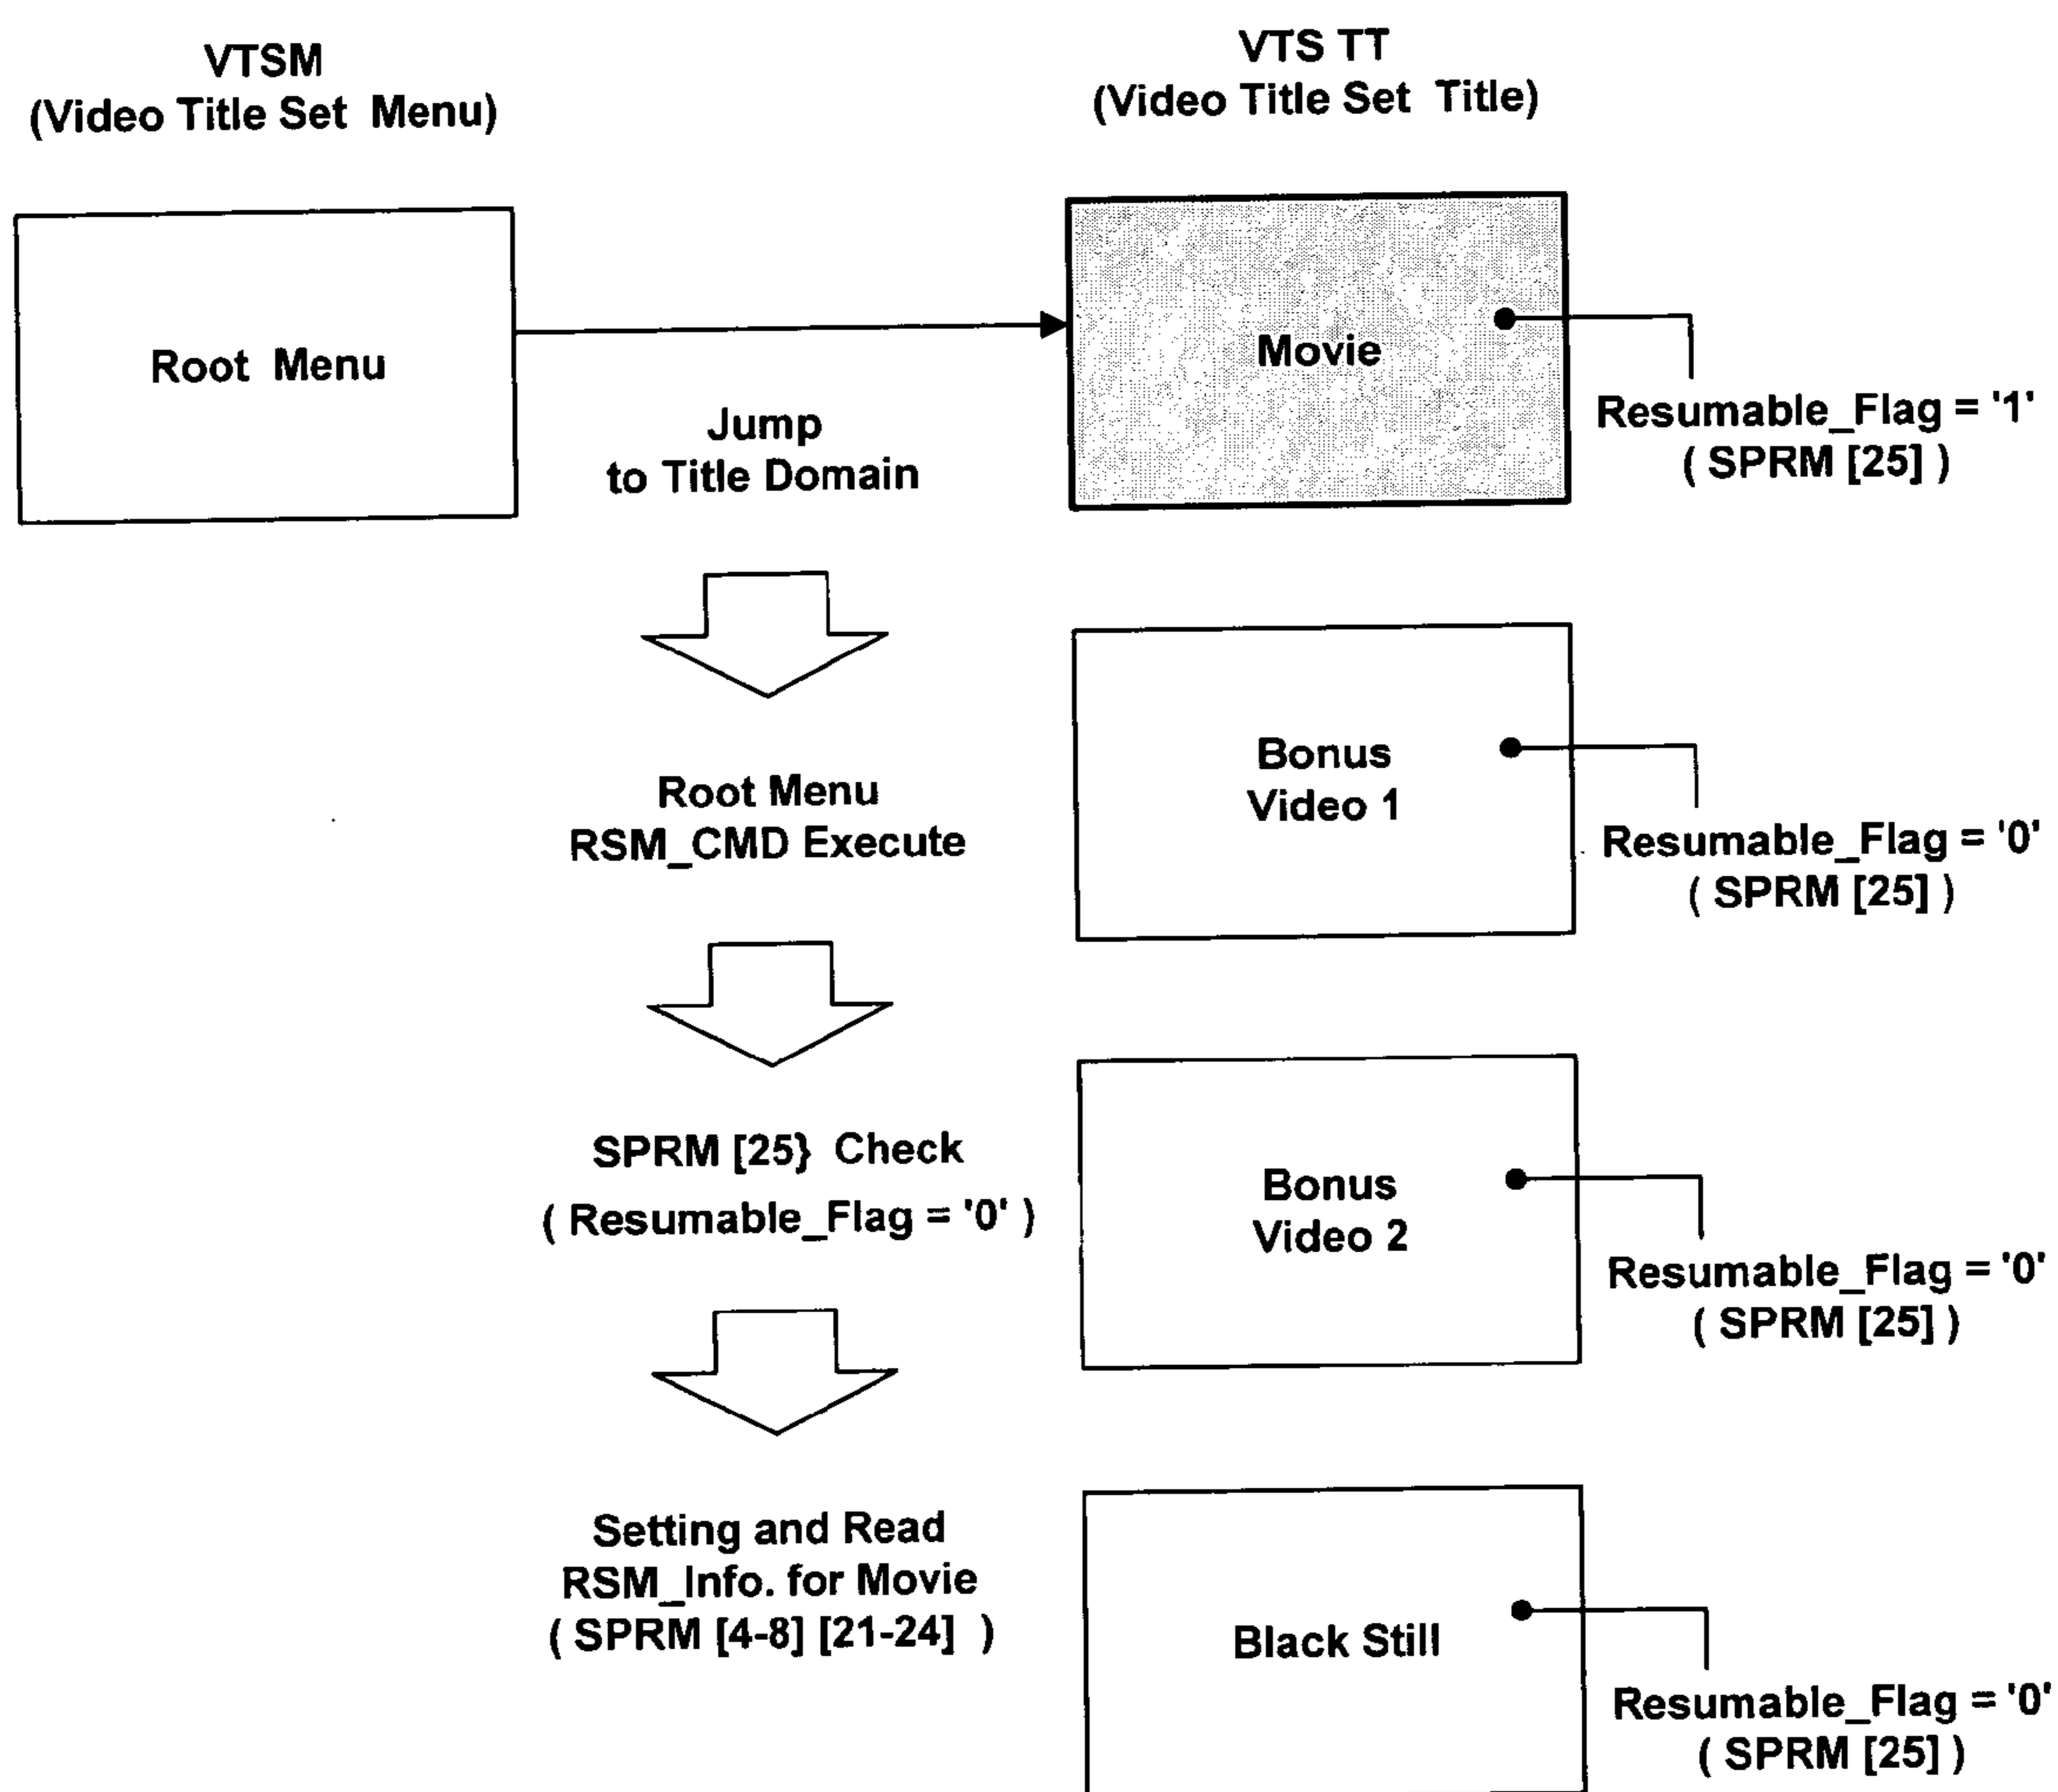 VTSM
(Video Title Set Menu)
VTS TT
(Video Title Set Title)
Root Menu
Jump
to Title Domain
Movie
Resumable_Flag = '1'
( SPRM [25] )
Root Menu
RSM_CMD Execute
Bonus
Video 1
Resumable_Flag = '0'
( SPRM [25] )
SPRM [25} Check
( Resumable_Flag = '0' )
Bonus
Video 2
Resumable_Flag = '0'
( SPRM [25] )
Setting and Read
RSM_Info. for Movie
( SPRM [4-8] [21-24] )
Black Still
Resumable_Flag = '0'
( SPRM [25] )